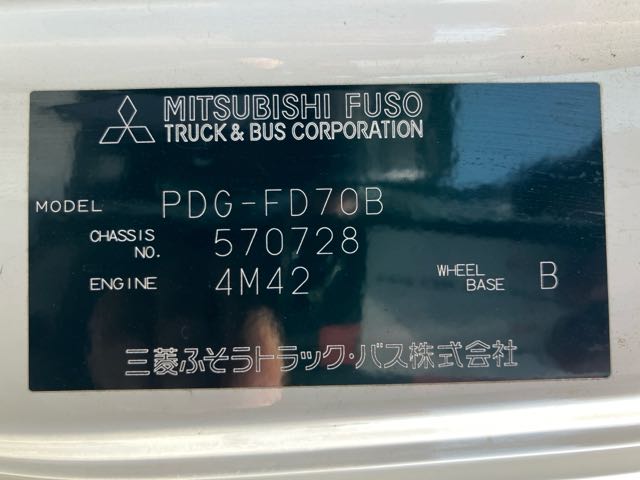 MITSUBISHI FUSO
TRUCK & BUS CORPORATION
MODEL PDG-FD70B
CHASSIS NO. 570728
ENGINE 4M42 WHEEL BASE B
三菱ふそうトラック・バス株式会社